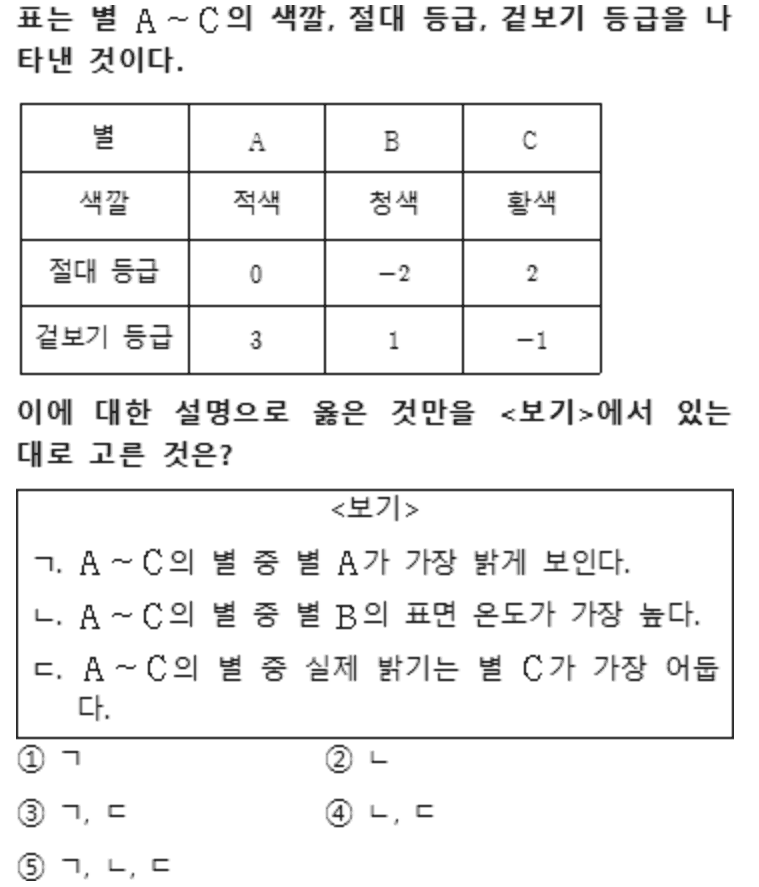 표는 별 A ~ C의 색깔, 절대 등급, 겉보기 등급을 나
타낸 것이다.
별 A B C
색깔 적색 청색 황색
절대 등급 0 −2 2
겉보기 등급 3 1 −1
이에 대한 설명으로 옳은 것만을 <보기>에서 있는
대로 고른 것은?
<보기>
ㄱ. A ~ C의 별 중 별 A가 가장 밝게 보인다.
ㄴ. A ~ C의 별 중 별 B의 표면 온도가 가장 높다.
ㄷ. A ~ C의 별 중 실제 밝기는 별 C가 가장 어둡
다.
① ㄱ ② ㄴ
③ ㄱ, ㄷ ④ ㄴ, ㄷ
⑤ ㄱ, ㄴ, ㄷ